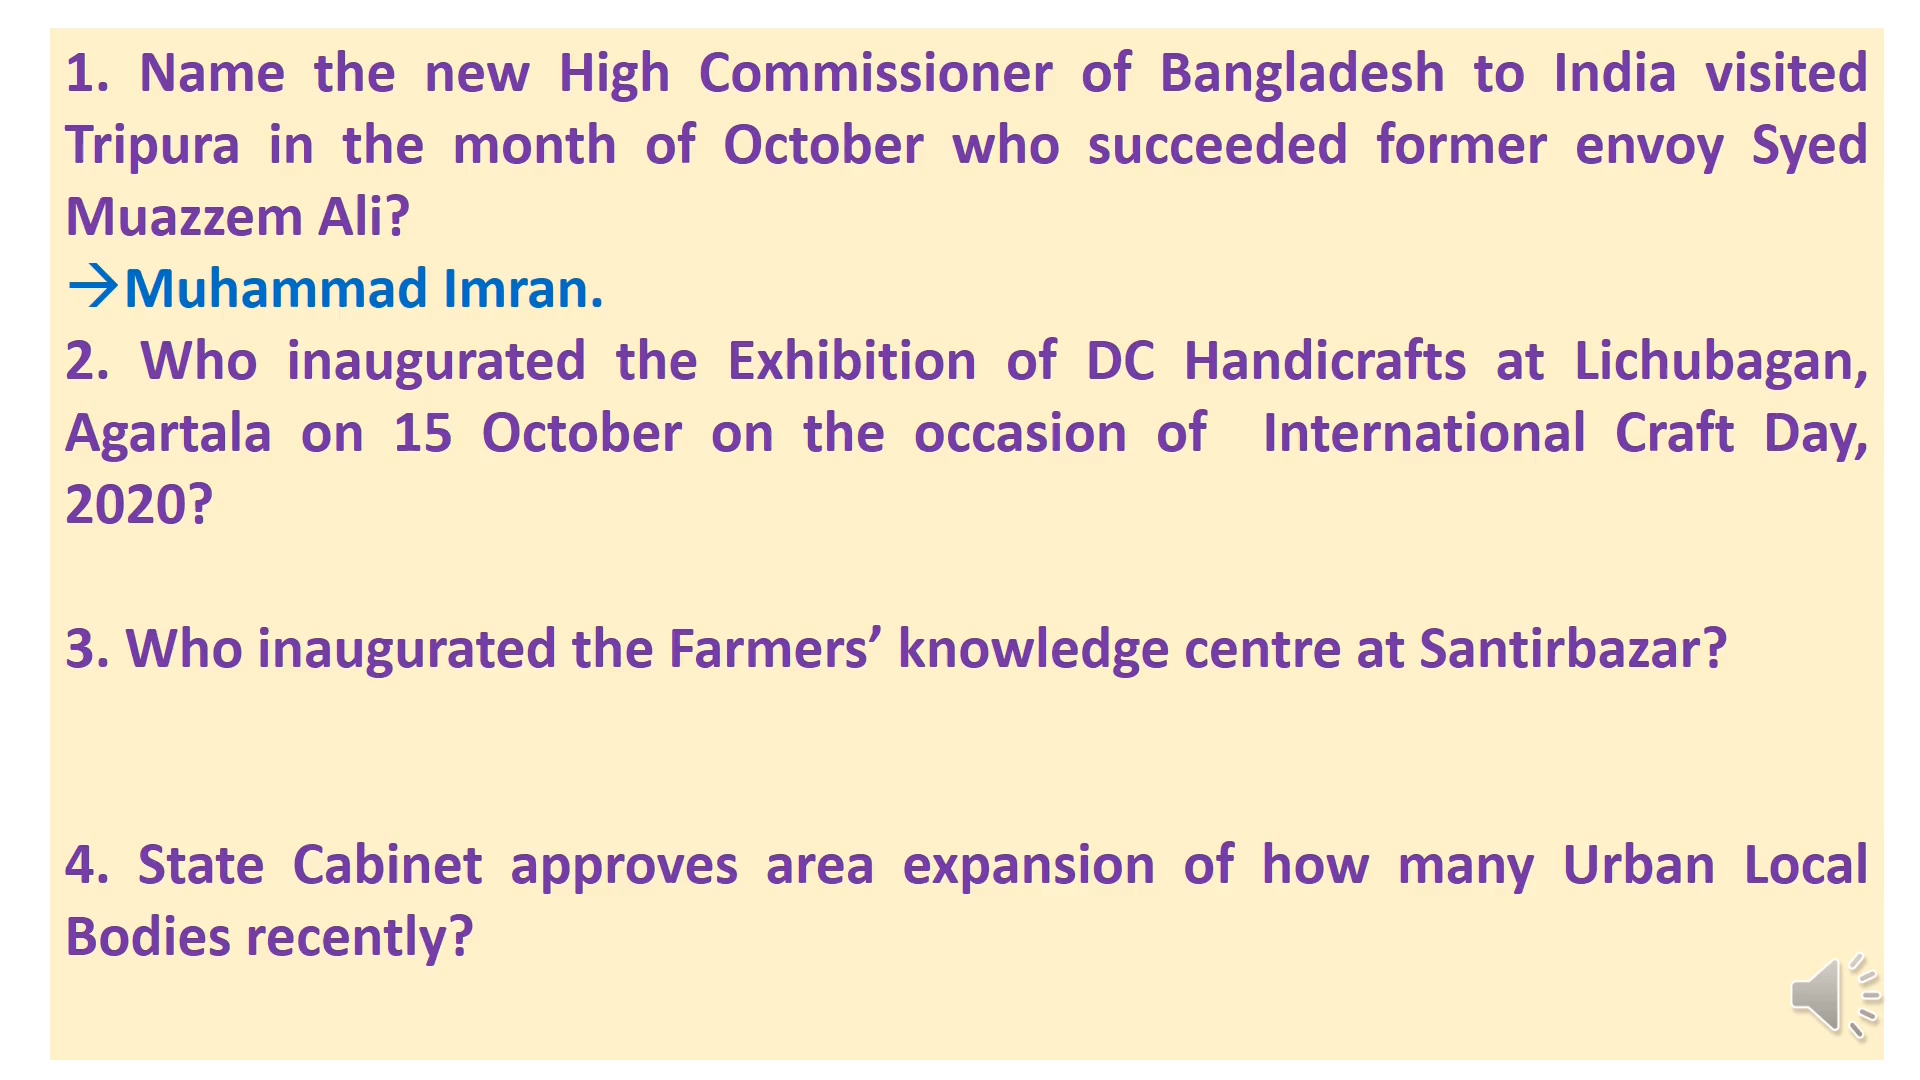 1. Name the new High Commissioner of Bangladesh to India visited
Tripura in the month of October who succeeded former envoy Syed
Muazzem Ali?
→Muhammad Imran.
2. Who inaugurated the Exhibition of DC Handicrafts at Lichubagan,
Agartala on 15 October on the occasion of International Craft Day,
2020?
3. Who inaugurated the Farmers’ knowledge centre at Santirbazar?
4. State Cabinet approves area expansion of how many Urban Local
Bodies recently?